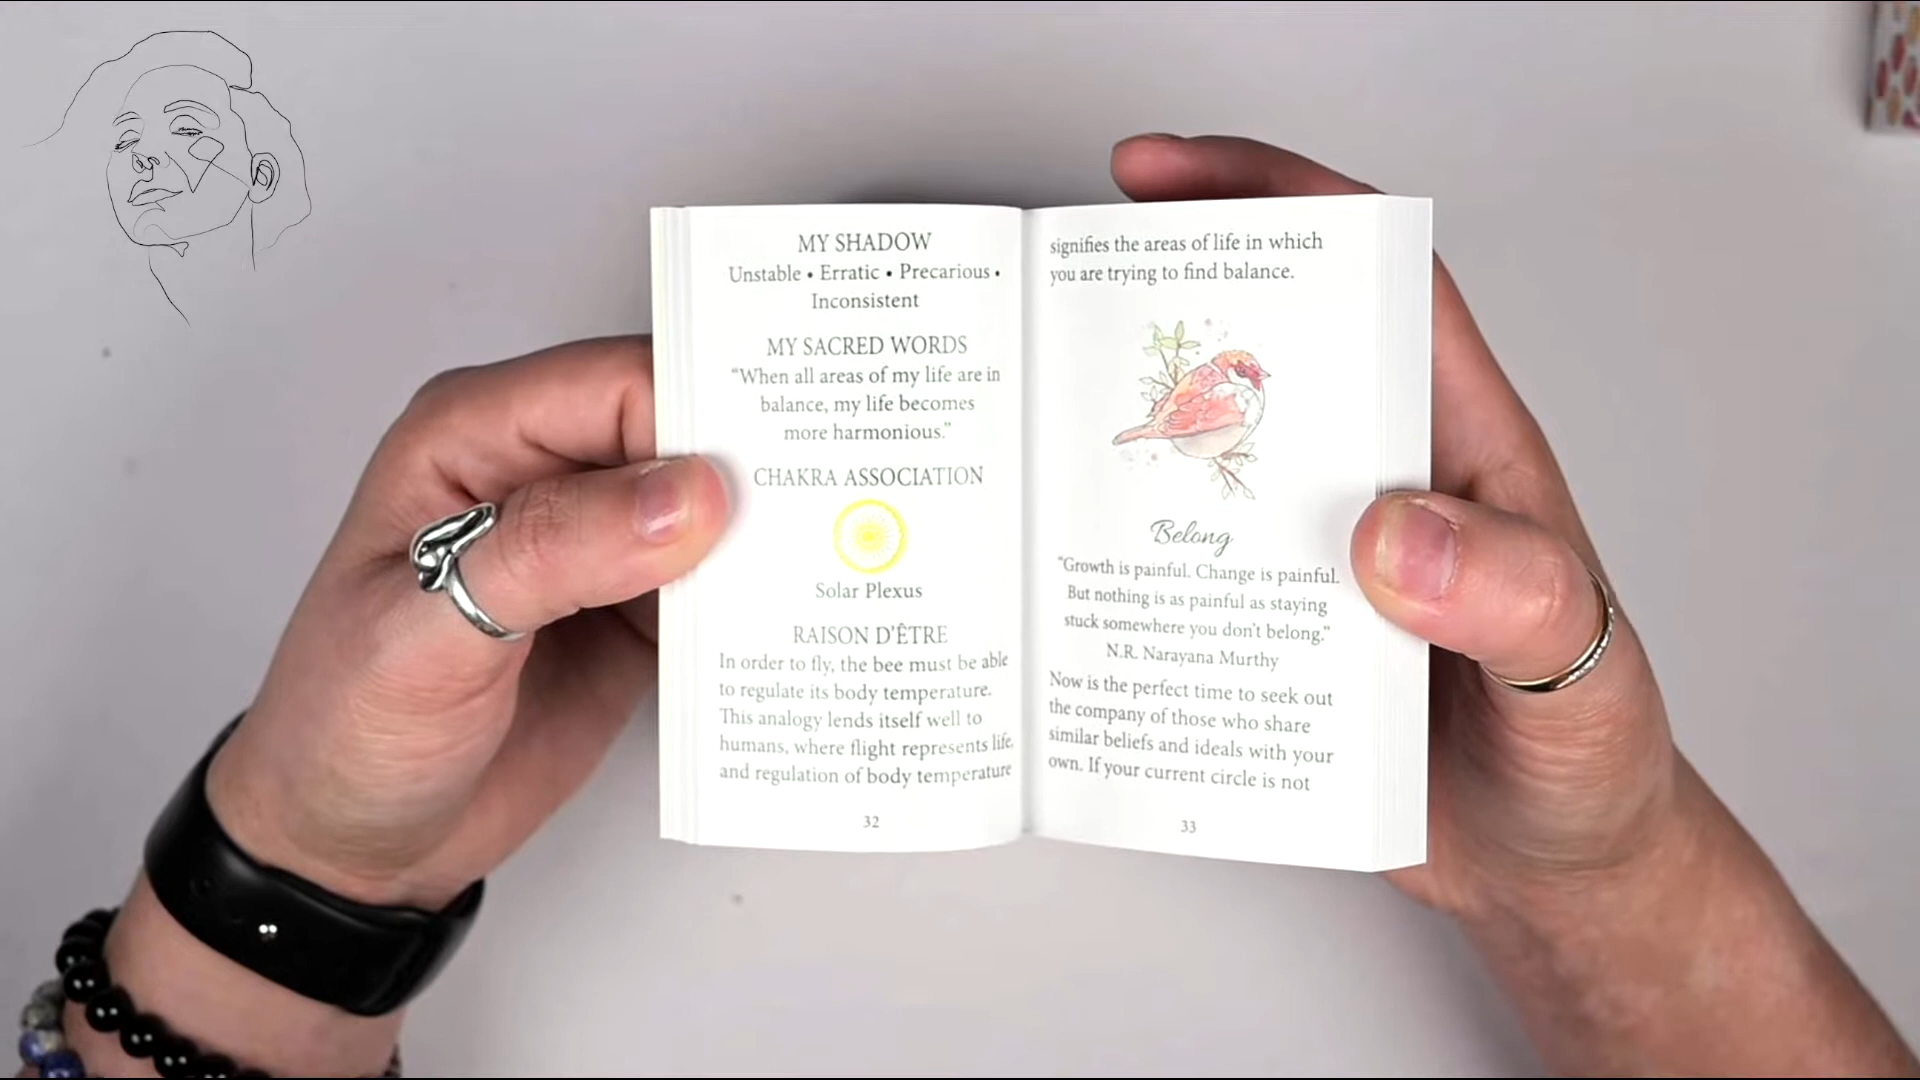 MY SHADOW
Unstable • Erratic • Precarious •
Inconsistent
MY SACRED WORDS
“When all areas of my life are in
balance, my life becomes
more harmonious.”
CHAKRA ASSOCIATION
Solar Plexus
RAISON D’ÊTRE
In order to fly, the bee must be able
to regulate its body temperature.
This analogy lends itself well to
humans, where flight represents life,
and regulation of body temperature
32
signifies the areas of life in which
you are trying to find balance.
Belong
“Growth is painful. Change is painful.
But nothing is as painful as staying
stuck somewhere you don’t belong.”
N.R. Narayana Murthy
Now is the perfect time to seek out
the company of those who share
similar beliefs and ideals with your
own. If your current circle is not
33